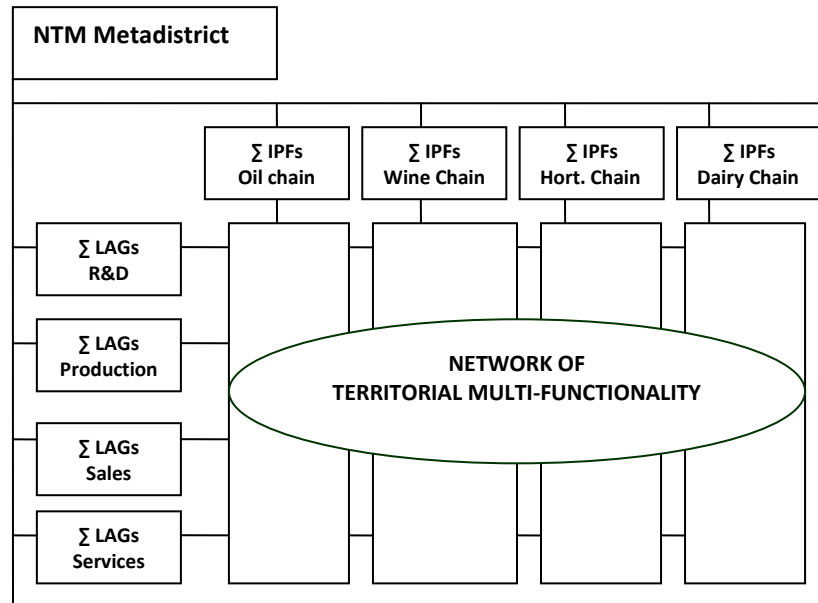 NTM Metadistrict
∑ IPFs
Oil chain
∑ IPFs
Wine Chain
∑ IPFs
Hort. Chain
∑ IPFs
Dairy Chain
∑ LAGs
R&D
∑ LAGs
Production
∑ LAGs
Sales
∑ LAGs
Services
NETWORK OF
TERRITORIAL MULTI-FUNCTIONALITY